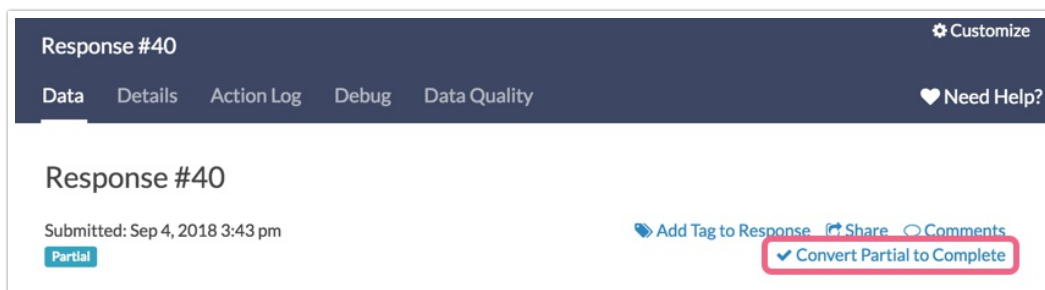 Response #40
Customize
Data Details Action Log Debug Data Quality
Need Help?
Response #40
Submitted: Sep 4, 2018 3:43 pm
Add Tag to Response Share Comments
Partial
Convert Partial to Complete